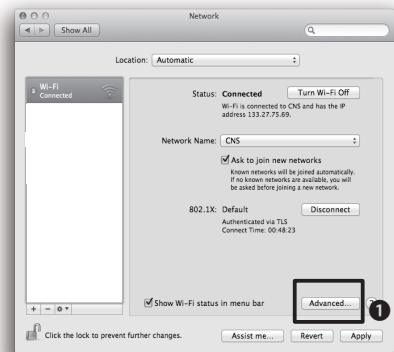 Network
Show All
Location: Automatic
Wi-Fi
Connected
Status: Connected
Turn Wi-Fi Off
Wi-Fi is connected to CNS and has the IP
address 133.27.75.69.
Network Name: CNS
Ask to join new networks
Known networks will be joined automatically.
If no known networks are available, you will
be asked before joining a new network.
802.1X: Default
Disconnect
Authenticated via TLS
Connect Time: 00:48:23
Show Wi-Fi status in menu bar
Advanced...
1
Click the lock to prevent further changes.
Assist me...
Revert
Apply